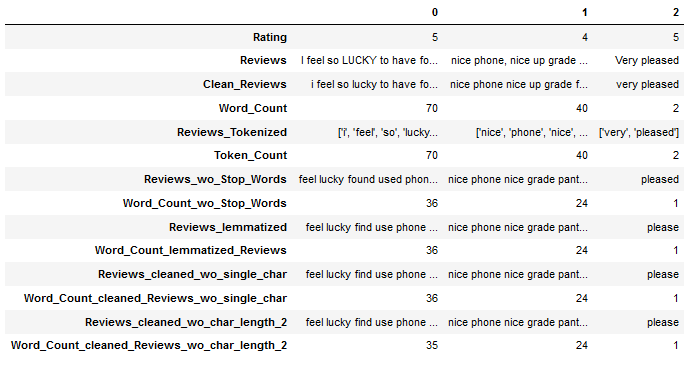 0 1 2
Rating 5 4 5
Reviews I feel so LUCKY to have fo... nice phone, nice up grade ... Very pleased
Clean_Reviews i feel so lucky to have fo... nice phone nice up grade f... very pleased
Word_Count 70 40 2
Reviews_Tokenized ['i', 'feel', 'so', 'lucky... ['nice', 'phone', 'nice', ... ['very', 'pleased']
Token_Count 70 40 2
Reviews_wo_Stop_Words feel lucky found used phon... nice phone nice grade pant... pleased
Word_Count_wo_Stop_Words 36 24 1
Reviews_lemmatized feel lucky find use phone ... nice phone nice grade pant... please
Word_Count_lemmatized_Reviews 36 24 1
Reviews_cleaned_wo_single_char feel lucky find use phone ... nice phone nice grade pant... please
Word_Count_cleaned_Reviews_wo_single_char 36 24 1
Reviews_cleaned_wo_char_length_2 feel lucky find use phone ... nice phone nice grade pant... please
Word_Count_cleaned_Reviews_wo_char_length_2 35 24 1